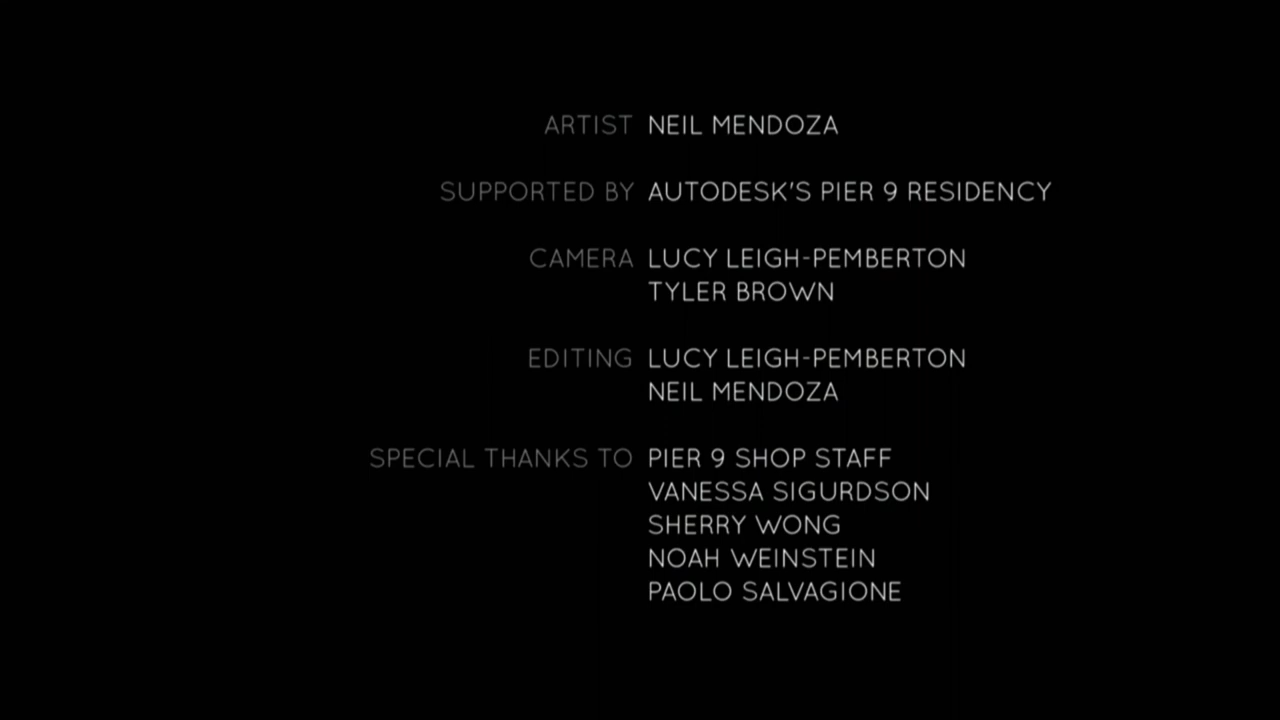 ARTIST NEIL MENDOZA
SUPPORTED BY AUTODESK'S PIER 9 RESIDENCY
CAMERA LUCY LEIGH-PEMBERTON
TYLER BROWN
EDITING LUCY LEIGH-PEMBERTON
NEIL MENDOZA
SPECIAL THANKS TO PIER 9 SHOP STAFF
VANESSA SIGURDSON
SHERRY WONG
NOAH WEINSTEIN
PAOLO SALVAGIONE